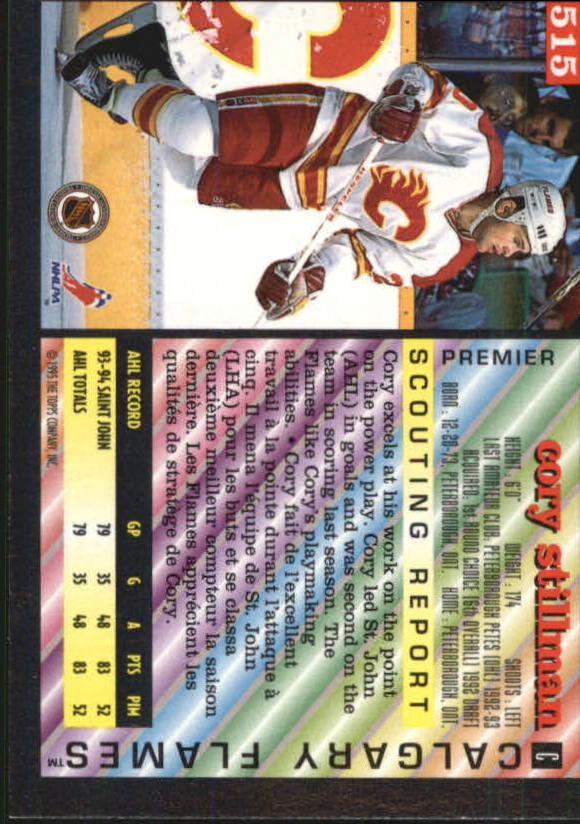 515
cory stillman
C
PREMIER
HEIGHT : 6'0" WEIGHT : 174 SHOOTS : LEFT
LAST AMATEUR CLUB: PETERBOROUGH PETES (OHL), 1992-93
ACQUIRED: 1st ROUND CHOICE (6th OVERALL) 1992 DRAFT
BORN : 12-20-73, PETERBOROUGH, ONT. HOME : PETERBOROUGH, ONT.
SCOUTING REPORT
Cory excels at his work on the point
on the power play. Cory led St. John
(AHL) in goals and was second on the
team in scoring last season. The
Flames like Cory's playmaking
abilities. • Cory fait de l'excellent
travail à la pointe durant l'attaque à
cinq. Il mena l'équipe de St. John
(LHA) pour les buts et se classa
deuxième meilleur compteur la saison
dernière. Les Flames apprécient les
qualités de stratège de Cory.
AHL RECORD GP G A PTS PIM
93-94 SAINT JOHN 79 35 48 83 52
AHL TOTALS 79 35 48 83 52
© 1995 THE TOPPS COMPANY, INC.
CALGARY FLAMES™
NHLPA